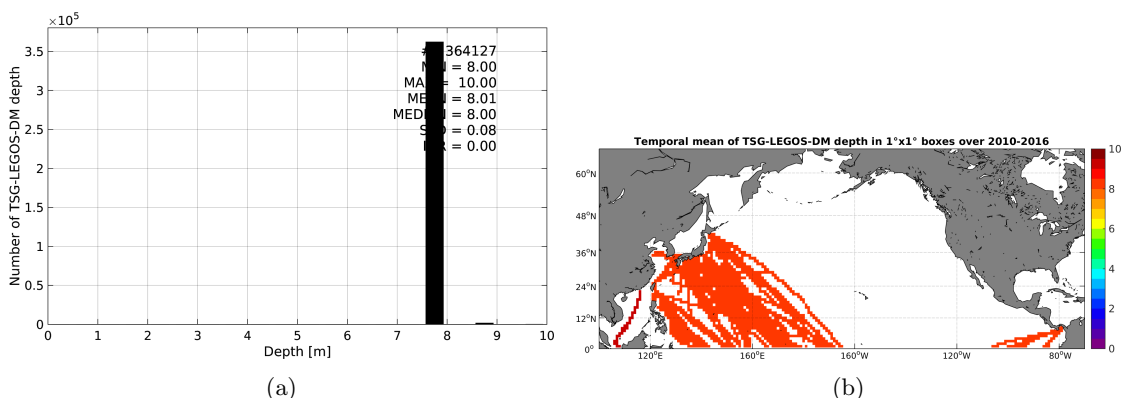 ×10⁵
Number of TSG-LEGOS-DM depth
3.5
3
2.5
2
1.5
1
0.5
0
364127
= 8.00
= 10.00
= 8.01
= 8.00
= 0.08
= 0.00
0 1 2 3 4 5 6 7 8 9 10
Depth [m]
(a)
Temporal mean of TSG-LEGOS-DM depth in 1°x1° boxes over 2010-2016
60°N
48°N
36°N
24°N
12°N
0°
120°E 160°E 160°W 120°W 80°W
10
8
6
4
2
0
(b)